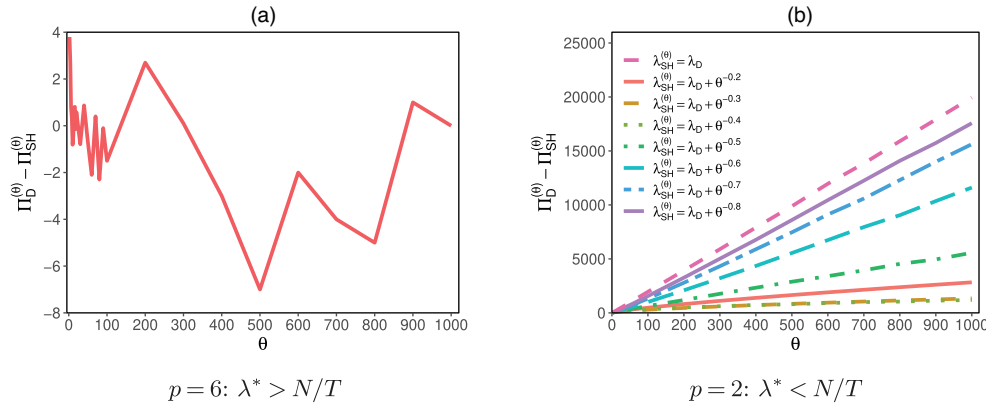 (a)
Π_D^(θ) − Π_SH^(θ)
4
2
0
−2
−4
−6
−8
0 100 200 300 400 500 600 700 800 900 1000
θ
p = 6: λ* > N/T
(b)
Π_D^(θ) − Π_SH^(θ)
25000
20000
15000
10000
5000
0
λ_SH^(θ) = λ_D
λ_SH^(θ) = λ_D + θ^−0.2
λ_SH^(θ) = λ_D + θ^−0.3
λ_SH^(θ) = λ_D + θ^−0.4
λ_SH^(θ) = λ_D + θ^−0.5
λ_SH^(θ) = λ_D + θ^−0.6
λ_SH^(θ) = λ_D + θ^−0.7
λ_SH^(θ) = λ_D + θ^−0.8
0 100 200 300 400 500 600 700 800 900 1000
θ
p = 2: λ* < N/T